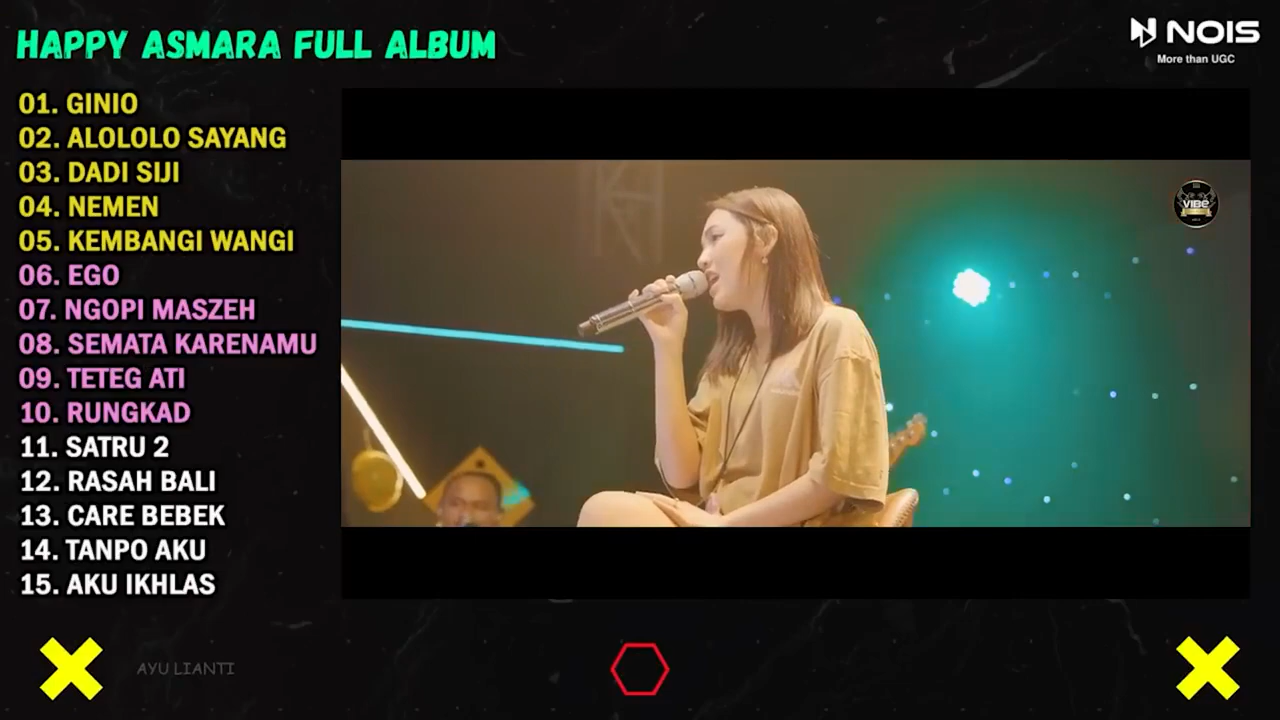 HAPPY ASMARA FULL ALBUM
NOIS
More than UGC
01. GINIO
02. ALOLOLO SAYANG
03. DADI SIJI
04. NEMEN
05. KEMBANGI WANGI
06. EGO
07. NGOPI MASZEH
08. SEMATA KARENAMU
09. TETEG ATI
10. RUNGKAD
11. SATRU 2
12. RASAH BALI
13. CARE BEBEK
14. TANPO AKU
15. AKU IKHLAS
VIBE
AYU LIANTI